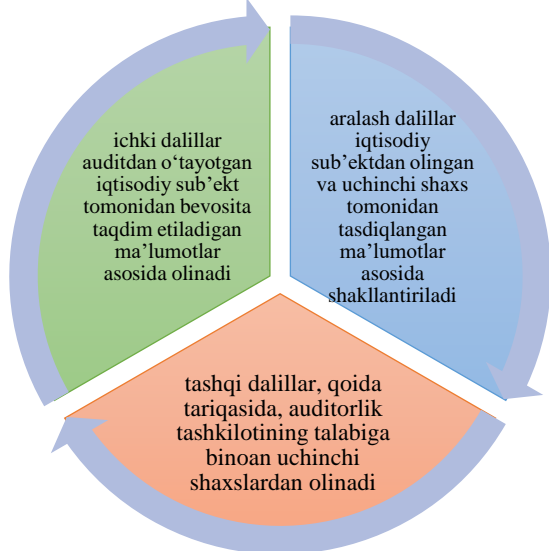 ichki dalillar
auditdan o‘tayotgan
iqtisodiy sub’ekt
tomonidan bevosita
taqdim etiladigan
ma’lumotlar
asosida olinadi
aralash dalillar
iqtisodiy
sub’ektdan olingan
va uchinchi shaxs
tomonidan
tasdiqlangan
ma’lumotlar
asosida
shakllantiriladi
tashqi dalillar, qoida
tariqasida, auditorlik
tashkilotining talabiga
binoan uchinchi
shaxslardan olinadi